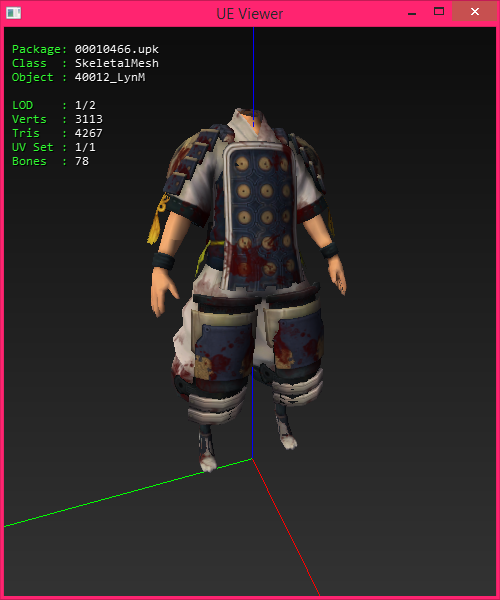 UE Viewer
Package: 00010466.upk
Class  : SkeletalMesh
Object : 40012_LynM
LOD    : 1/2
Verts  : 3113
Tris   : 4267
UV Set : 1/1
Bones  : 78